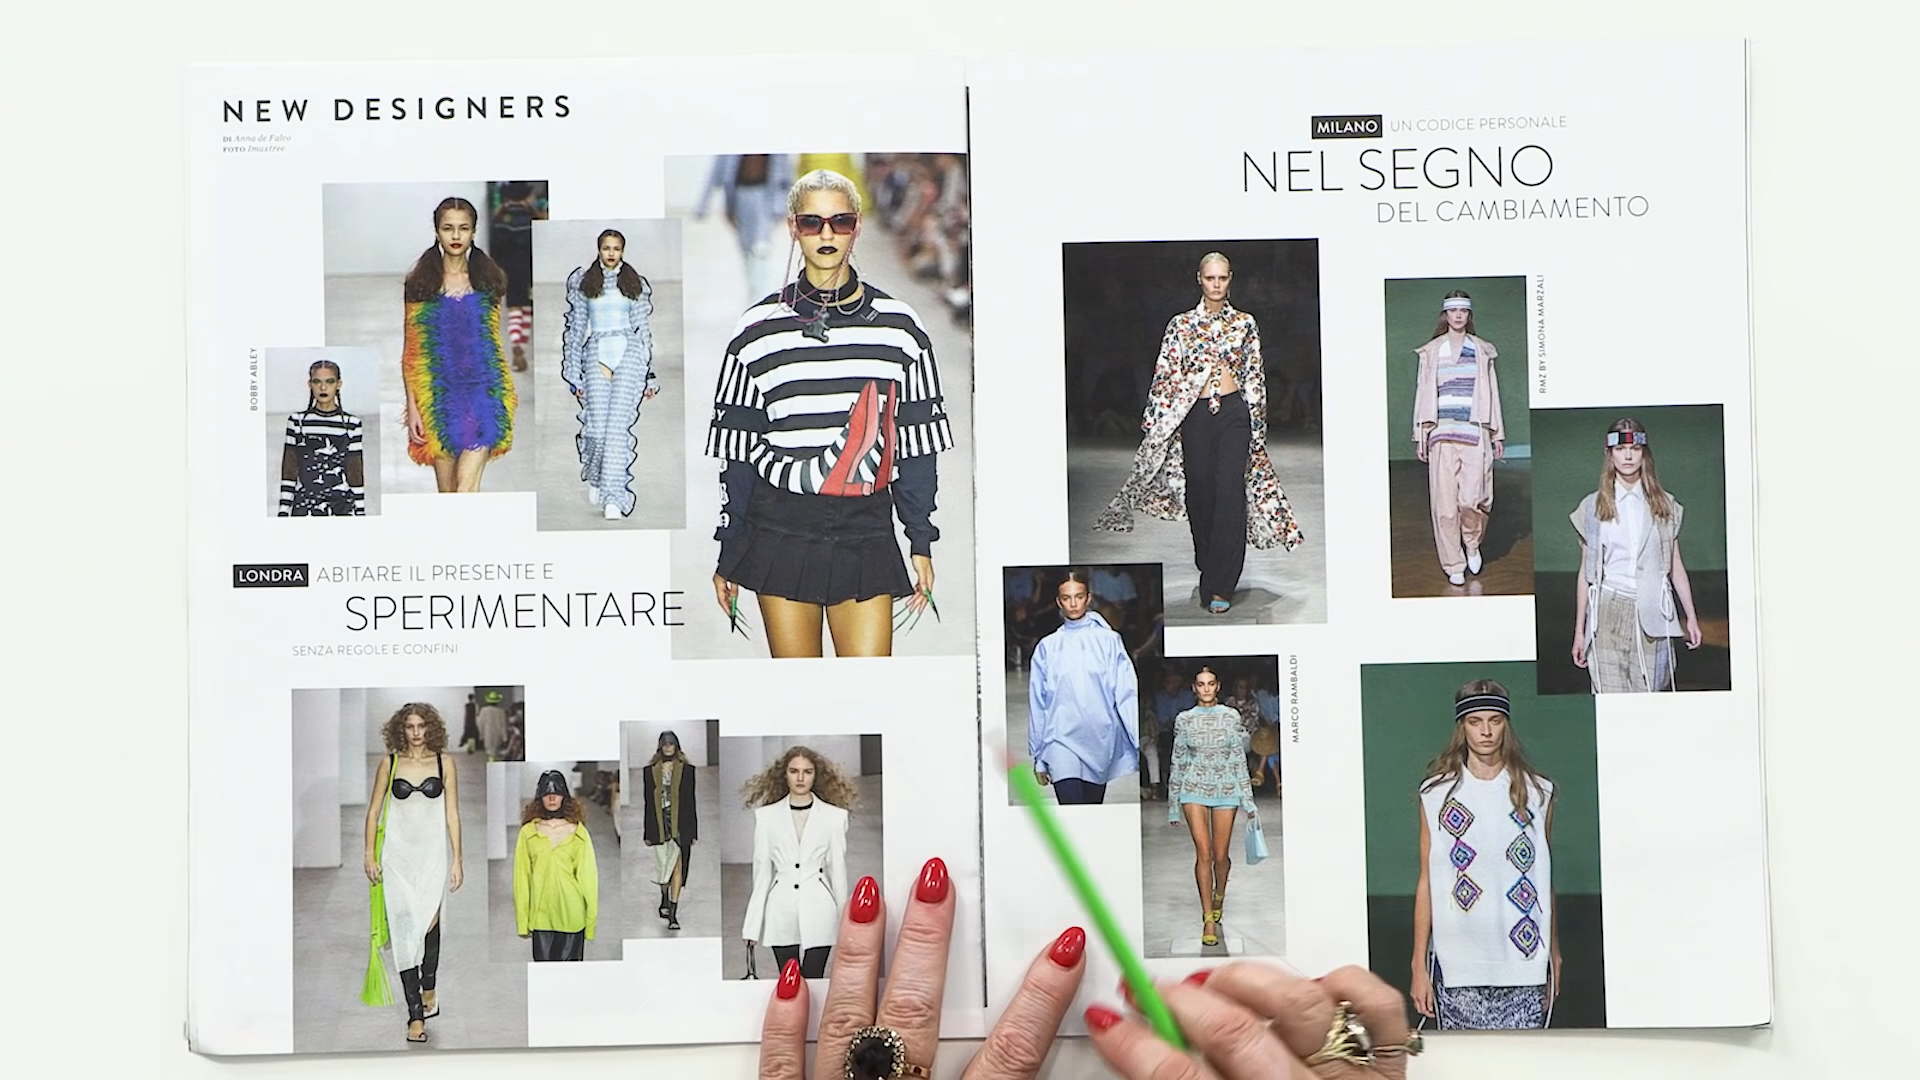 NEW DESIGNERS
DI Anna de Falco
FOTO Imaxtree
BOBBY ABLEY
LONDRA ABITARE IL PRESENTE E
SPERIMENTARE
SENZA REGOLE E CONFINI
MILANO UN CODICE PERSONALE
NEL SEGNO
DEL CAMBIAMENTO
RMZ BY SIMONA MARZALI
MARCO RAMBALDI